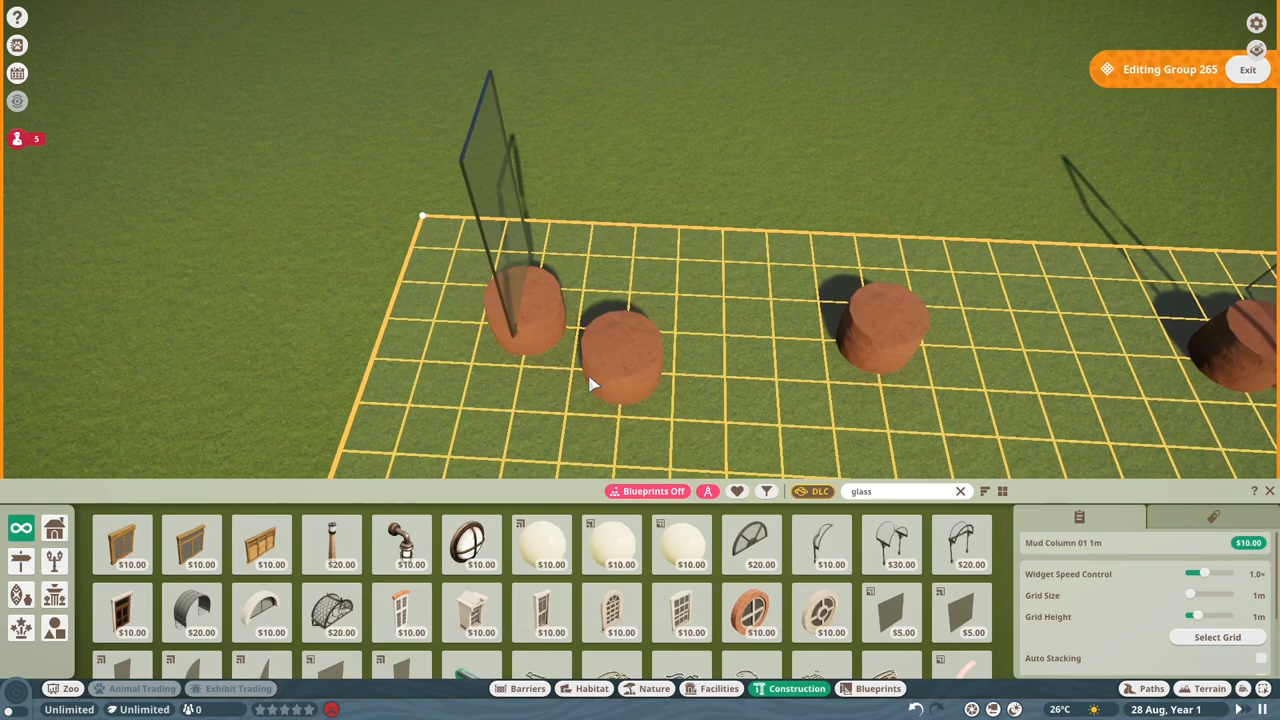 ?
Editing Group 265
Exit
5
Blueprints Off
DLC
glass
?
$10.00 $10.00 $10.00 $20.00 $10.00 $10.00 $10.00 $10.00 $10.00 $20.00 $10.00 $30.00 $20.00
$10.00 $20.00 $10.00 $20.00 $10.00 $10.00 $10.00 $10.00 $10.00 $10.00 $10.00 $5.00 $5.00
Mud Column 01 1m
$10.00
Widget Speed Control
1.0×
Grid Size
1m
Grid Height
1m
Select Grid
Auto Stacking
Zoo
Animal Trading
Exhibit Trading
Barriers
Habitat
Nature
Facilities
Construction
Blueprints
Paths
Terrain
Unlimited
Unlimited
0
26°C
28 Aug, Year 1